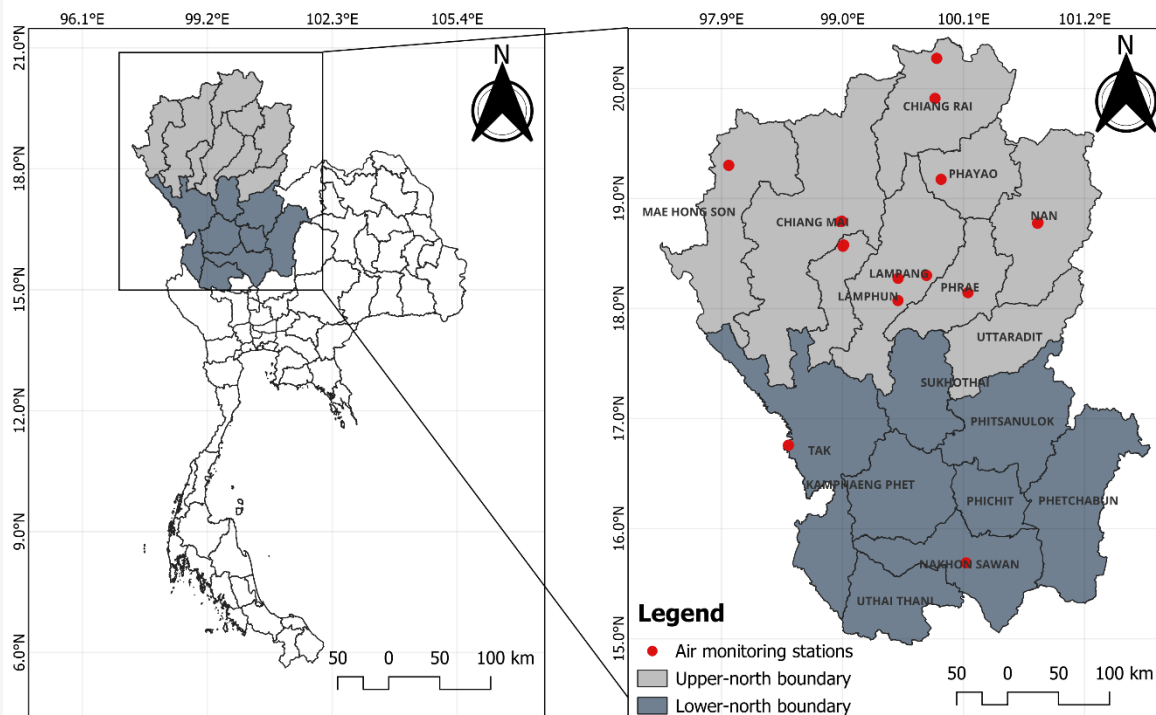 96.1°E 99.2°E 102.3°E 105.4°E
21.0°N
18.0°N
15.0°N
12.0°N
9.0°N
6.0°N
N
50 0 50 100 km
97.9°E 99.0°E 100.1°E 101.2°E
20.0°N
19.0°N
18.0°N
17.0°N
16.0°N
15.0°N
N
CHIANG RAI
PHAYAO
MAE HONG SON
CHIANG MAI
NAN
LAMPANG
LAMPHUN
PHRAE
UTTARADIT
SUKHOTHAI
PHITSANULOK
TAK
KAMPHAENG PHET
PHICHIT
PHETCHABUN
NAKHON SAWAN
UTHAI THANI
Legend
Air monitoring stations
Upper-north boundary
Lower-north boundary
50 0 50 100 km